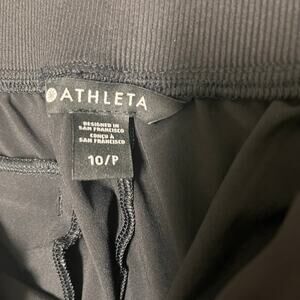 ATHLETA
DESIGNED IN
SAN FRANCISCO
CONÇU À
SAN FRANCISCO
10/P